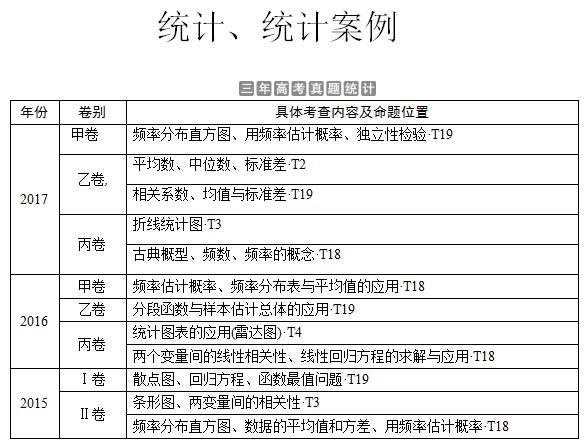 统计、统计案例
三年高考真题统计
年份 卷别 具体考查内容及命题位置
2017 甲卷 频率分布直方图、用频率估计概率、独立性检验·T19
乙卷, 平均数、中位数、标准差·T2
相关系数、均值与标准差·T19
丙卷 折线统计图·T3
古典概型、频数、频率的概念·T18
2016 甲卷 频率估计概率、频率分布表与平均值的应用·T18
乙卷 分段函数与样本估计总体的应用·T19
丙卷 统计图表的应用(雷达图)·T4
两个变量间的线性相关性、线性回归方程的求解与应用·T18
2015 Ⅰ卷 散点图、回归方程、函数最值问题·T19
Ⅱ卷 条形图、两变量间的相关性·T3
频率分布直方图、数据的平均值和方差、用频率估计概率·T18